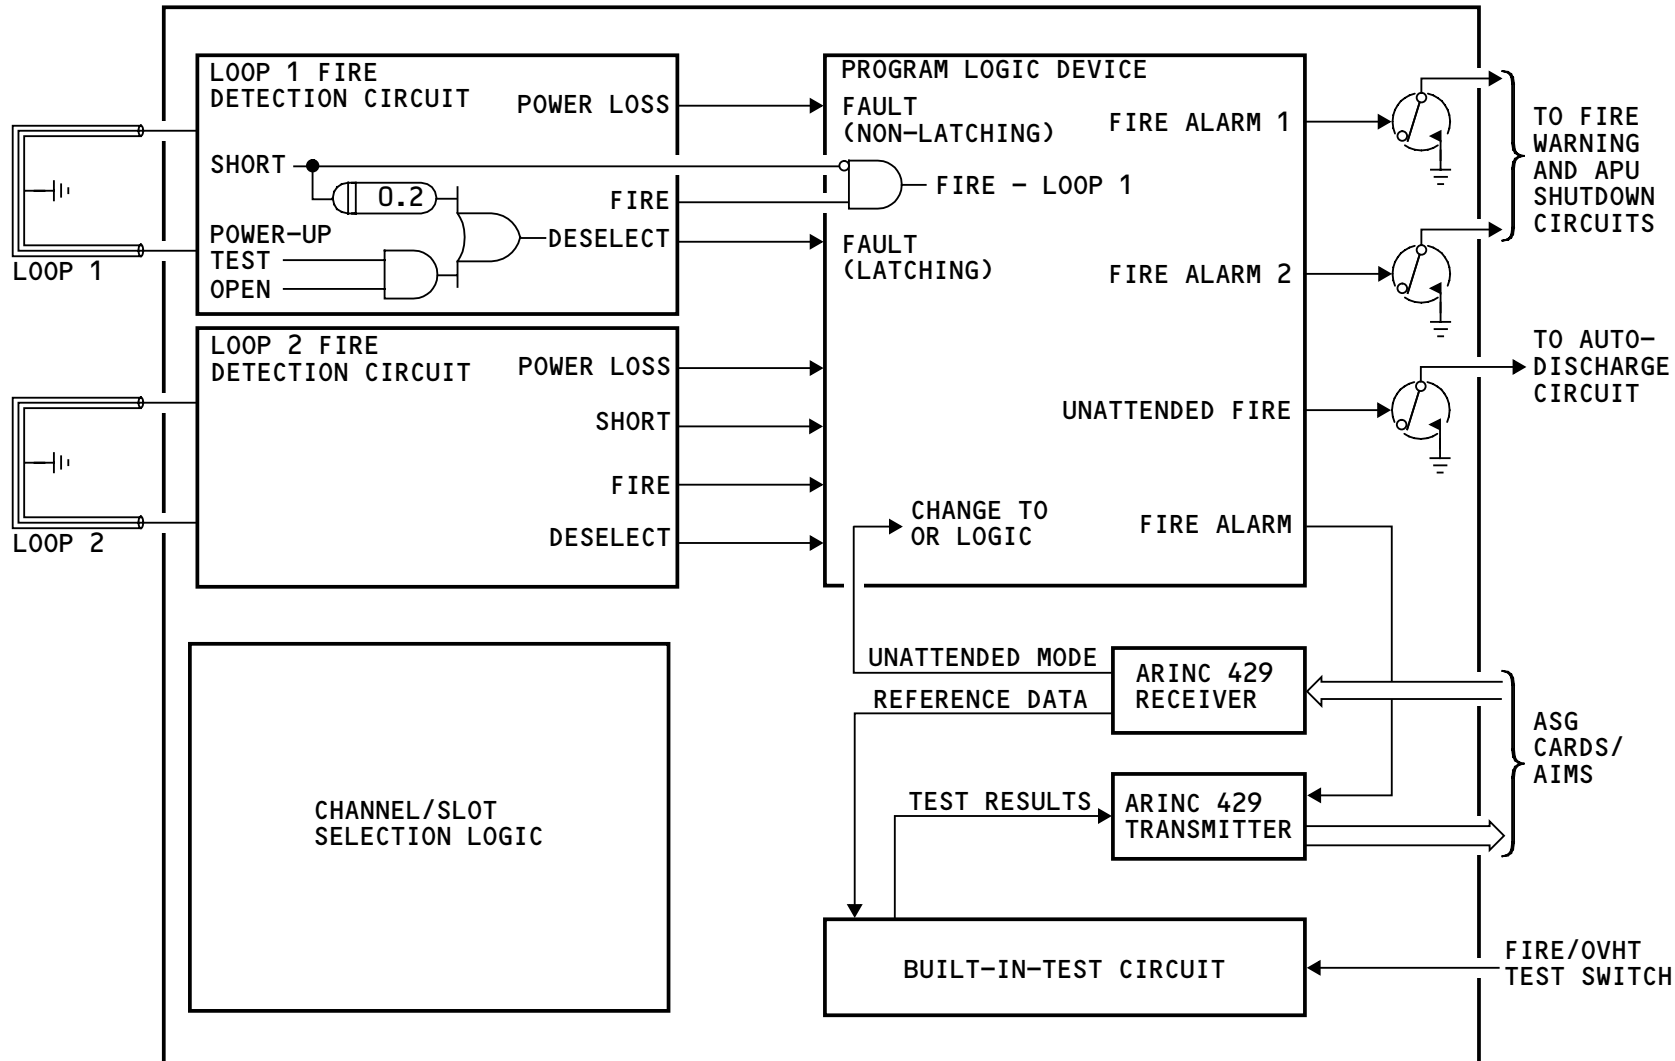 LOOP 1 FIRE
DETECTION CIRCUIT
POWER LOSS
SHORT
0.2
FIRE
POWER-UP
TEST
OPEN
DESELECT
LOOP 1
LOOP 2 FIRE
DETECTION CIRCUIT
POWER LOSS
SHORT
FIRE
DESELECT
LOOP 2
PROGRAM LOGIC DEVICE
FAULT
(NON-LATCHING)
FIRE ALARM 1
FIRE - LOOP 1
FAULT
(LATCHING)
FIRE ALARM 2
UNATTENDED FIRE
CHANGE TO
OR LOGIC
FIRE ALARM
TO FIRE
WARNING
AND APU
SHUTDOWN
CIRCUITS
TO AUTO-
DISCHARGE
CIRCUIT
UNATTENDED MODE
REFERENCE DATA
ARINC 429
RECEIVER
TEST RESULTS
ARINC 429
TRANSMITTER
ASG
CARDS/
AIMS
CHANNEL/SLOT
SELECTION LOGIC
BUILT-IN-TEST CIRCUIT
FIRE/OVHT
TEST SWITCH